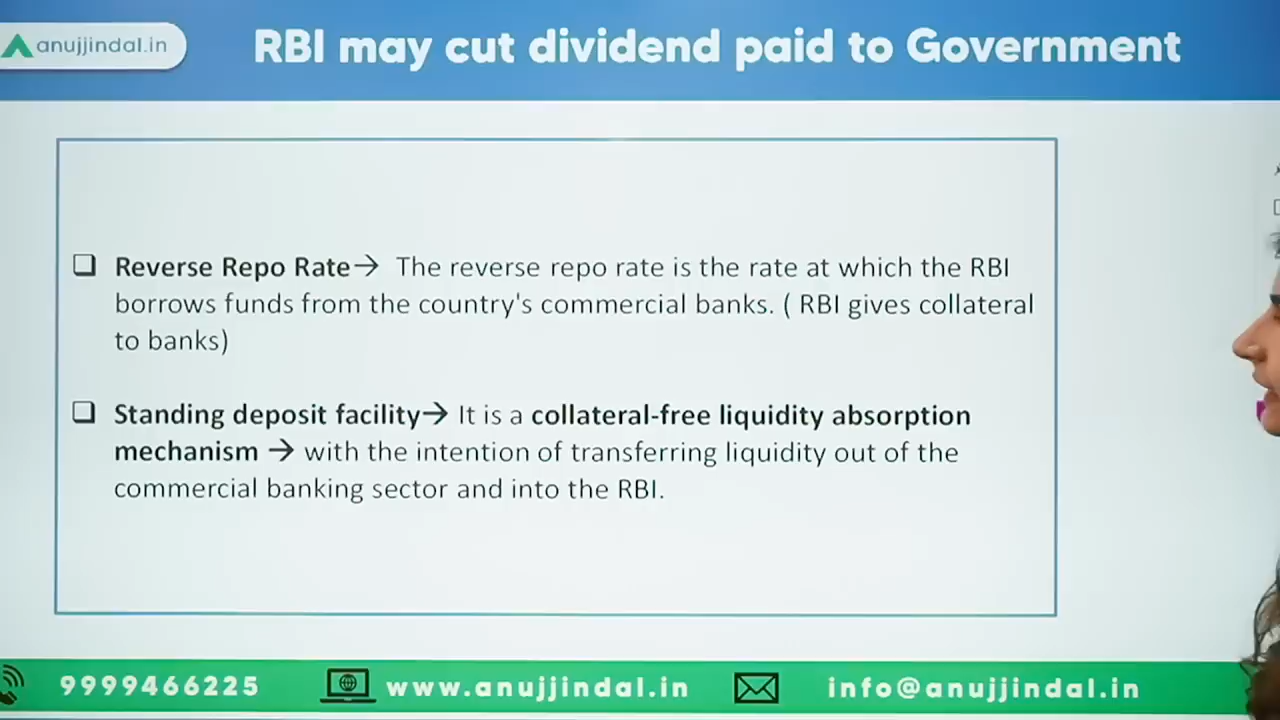 anujjindal.in
RBI may cut dividend paid to Government
❑ Reverse Repo Rate→ The reverse repo rate is the rate at which the RBI
borrows funds from the country's commercial banks. ( RBI gives collateral
to banks)
❑ Standing deposit facility→ It is a collateral-free liquidity absorption
mechanism → with the intention of transferring liquidity out of the
commercial banking sector and into the RBI.
9999466225 www.anujjindal.in info@anujjindal.in